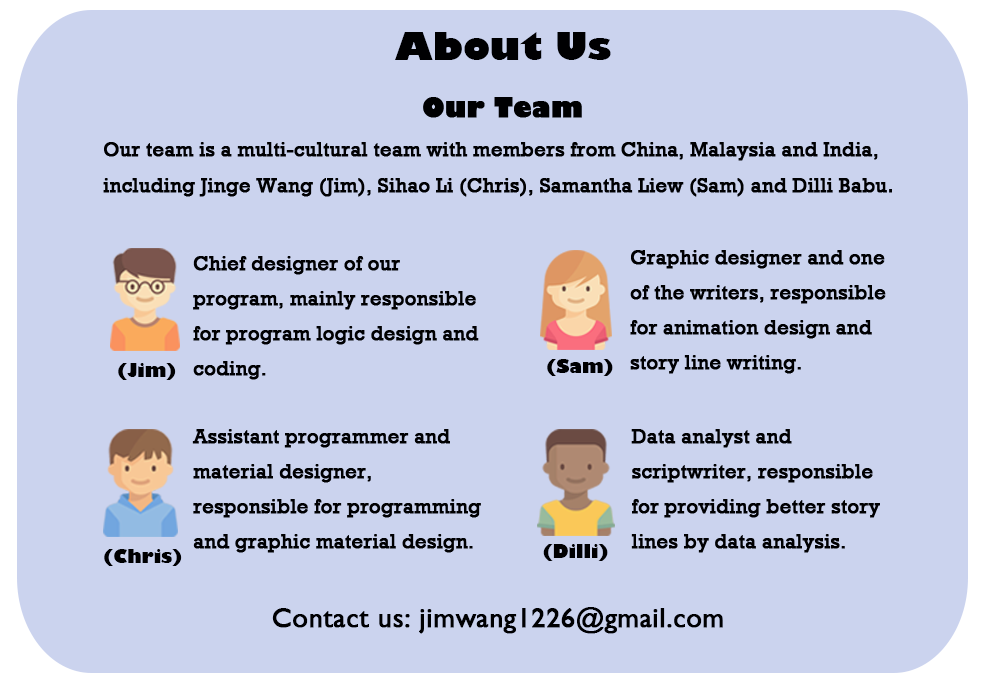 About Us
Our Team
Our team is a multi-cultural team with members from China, Malaysia and India,
including Jinge Wang (Jim), Sihao Li (Chris), Samantha Liew (Sam) and Dilli Babu.
Chief designer of our
program, mainly responsible
for program logic design and
coding.
(Jim)
Graphic designer and one
of the writers, responsible
for animation design and
story line writing.
(Sam)
Assistant programmer and
material designer,
responsible for programming
and graphic material design.
(Chris)
Data analyst and
scriptwriter, responsible
for providing better story
lines by data analysis.
(Dilli)
Contact us: jimwang1226@gmail.com